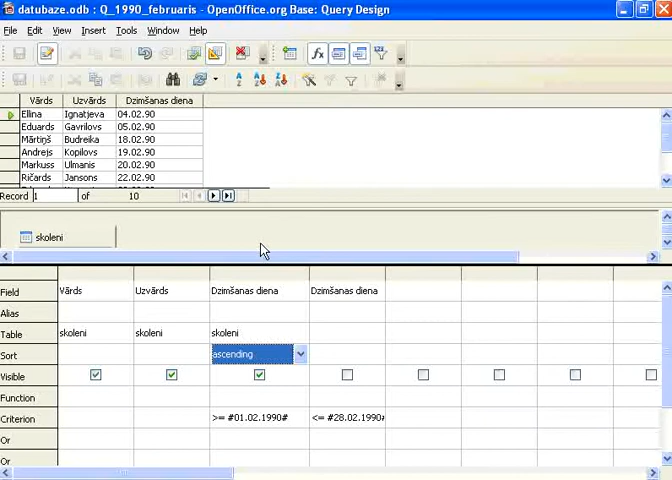 datubaze.odb : Q_1990_februaris - OpenOffice.org Base: Query Design
File Edit View Insert Tools Window Help
Vārds Uzvārds Dzimšanas diena
Ellina Ignatjeva 04.02.90
Eduards Gavrilovs 05.02.90
Mārtiņš Budreika 18.02.90
Andrejs Kopilovs 19.02.90
Markuss Ulmanis 20.02.90
Ričards Jansons 22.02.90
Record 1 of 10
skoleni
Field Vārds Uzvārds Dzimšanas diena Dzimšanas diena
Alias
Table skoleni skoleni skoleni
Sort ascending
Visible
Function
Criterion >= #01.02.1990# <= #28.02.1990#
Or
Or